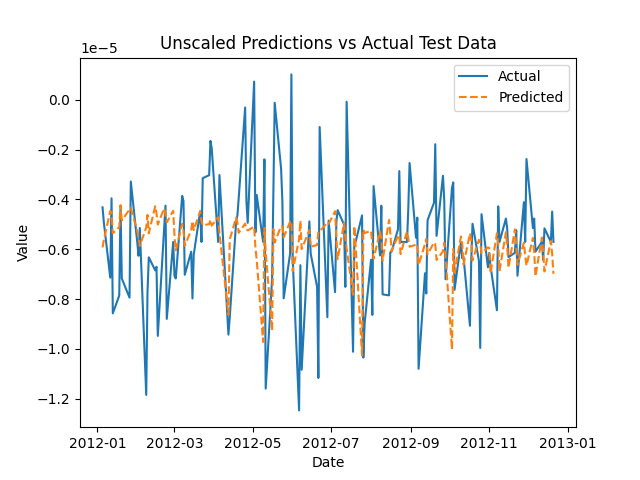 Unscaled Predictions vs Actual Test Data
1e−5
Actual
Predicted
0.0
−0.2
−0.4
−0.6
−0.8
−1.0
−1.2
Value
2012-01 2012-03 2012-05 2012-07 2012-09 2012-11 2013-01
Date